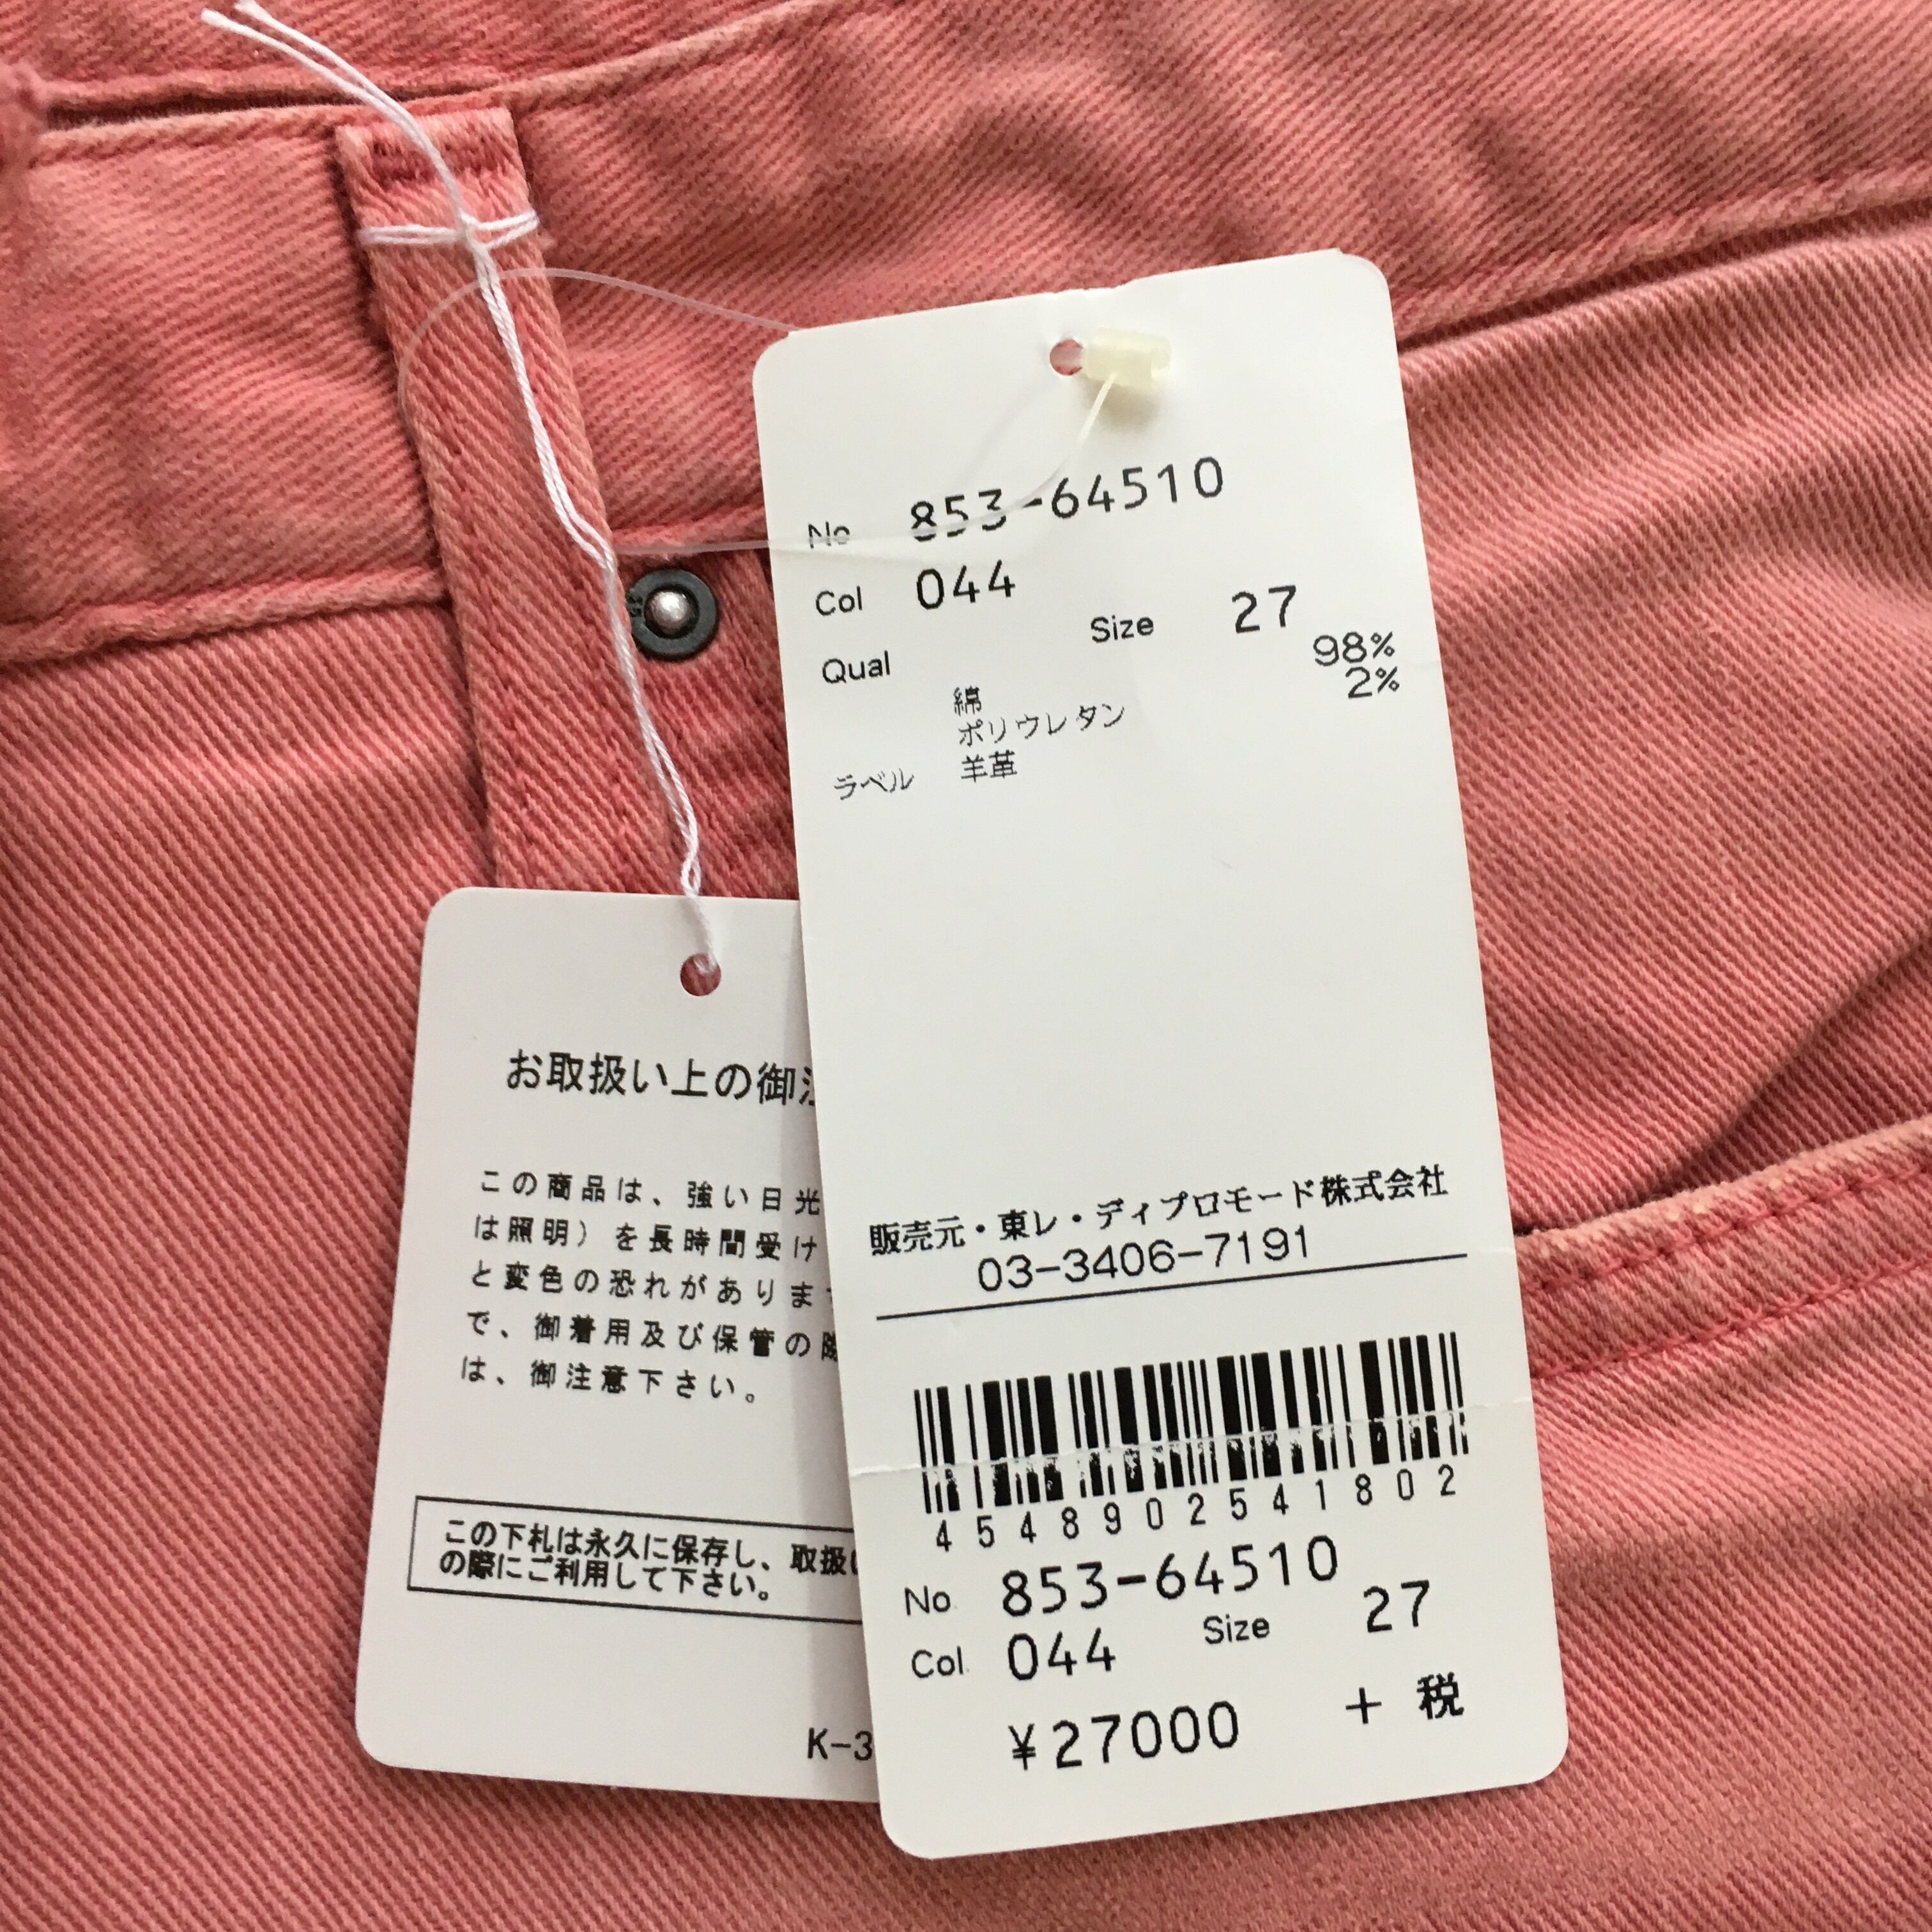 No 853-64510
Col 044
Size 27
Qual
98%
2%
綿
ポリウレタン
ラベル 羊革
販売元・東レ・ディプロモード株式会社
03-3406-7191
4548902541802
No. 853-64510
Col. 044
Size 27
¥27000 + 税
お取扱い上の御
この商品は、強い日光
は照明）を長時間受け
と変色の恐れがありま
で、御着用及び保管の際
は、御注意下さい。
この下札は永久に保存し、取扱い
の際にご利用して下さい。
K-3